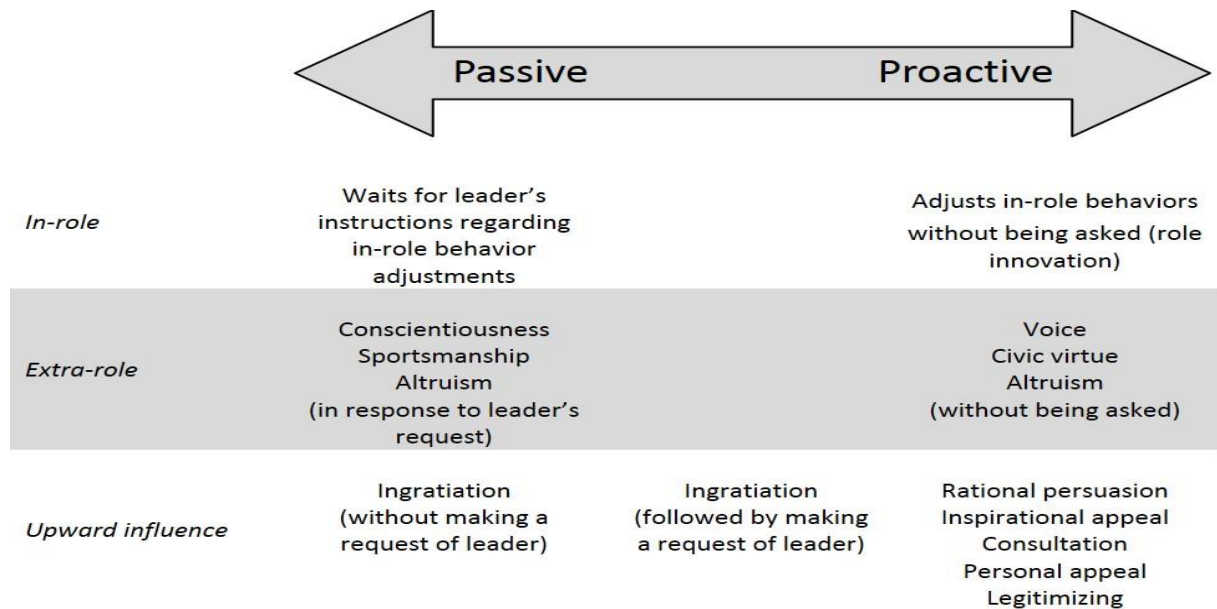 Passive
Proactive
In-role
Waits for leader’s
instructions regarding
in-role behavior
adjustments
Adjusts in-role behaviors
without being asked (role
innovation)
Extra-role
Conscientiousness
Sportsmanship
Altruism
(in response to leader’s
request)
Voice
Civic virtue
Altruism
(without being asked)
Upward influence
Ingratiation
(without making a
request of leader)
Ingratiation
(followed by making
a request of leader)
Rational persuasion
Inspirational appeal
Consultation
Personal appeal
Legitimizing